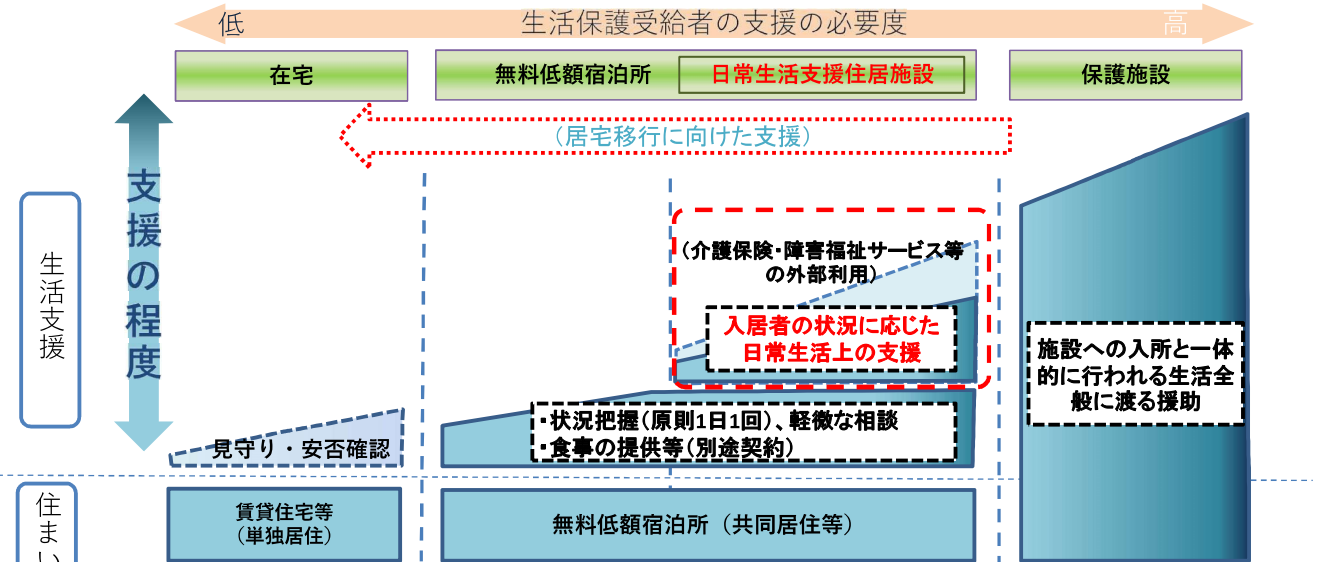 低
生活保護受給者の支援の必要度
高
在宅
無料低額宿泊所
日常生活支援住居施設
保護施設
（居宅移行に向けた支援）
支援の程度
生活支援
（介護保険・障害福祉サービス等
の外部利用）
入居者の状況に応じた
日常生活上の支援
施設への入所と一体
的に行われる生活全
般に渡る援助
・状況把握（原則1日1回）、軽微な相談
・食事の提供等（別途契約）
見守り・安否確認
住まい
賃貸住宅等
（単独居住）
無料低額宿泊所（共同居住等）